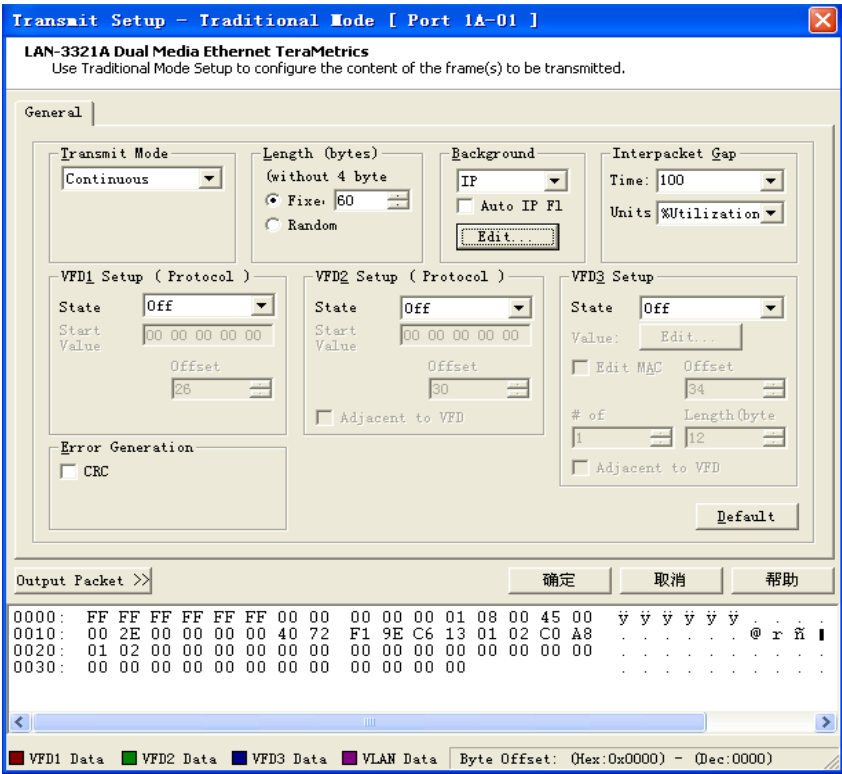 Transmit Setup - Traditional Mode [ Port 1A-01 ]
LAN-3321A Dual Media Ethernet TeraMetrics
Use Traditional Mode Setup to configure the content of the frame(s) to be transmitted.
General
Transmit Mode
Continuous
Length (bytes)
(without 4 byte
Fixe
60
Random
Background
IP
Auto IP Fl
Edit...
Interpacket Gap
Time: 100
Units %Utilization
VFD1 Setup ( Protocol )
State Off
Start Value 00 00 00 00 00
Offset
26
VFD2 Setup ( Protocol )
State Off
Start Value 00 00 00 00 00
Offset
30
Adjacent to VFD
VFD3 Setup
State Off
Value: Edit...
Edit MAC Offset
34
# of Length(byte
1 12
Adjacent to VFD
Error Generation
CRC
Default
Output Packet >> 确定 取消 帮助
0000: FF FF FF FF FF FF 00 00 00 00 00 01 08 00 45 00 ÿ ÿ ÿ ÿ ÿ ÿ . . . .
0010: 00 2E 00 00 00 00 40 72 F1 9E C6 13 01 02 C0 A8 . . . . . . @ r ñ
0020: 01 02 00 00 00 00 00 00 00 00 00 00 00 00 00 00 . . . . . . . . . .
0030: 00 00 00 00 00 00 00 00 00 00 00 00 . . . . . . . . . .
VFD1 Data VFD2 Data VFD3 Data VLAN Data Byte Offset: (Hex:0x0000) - (Dec:0000)